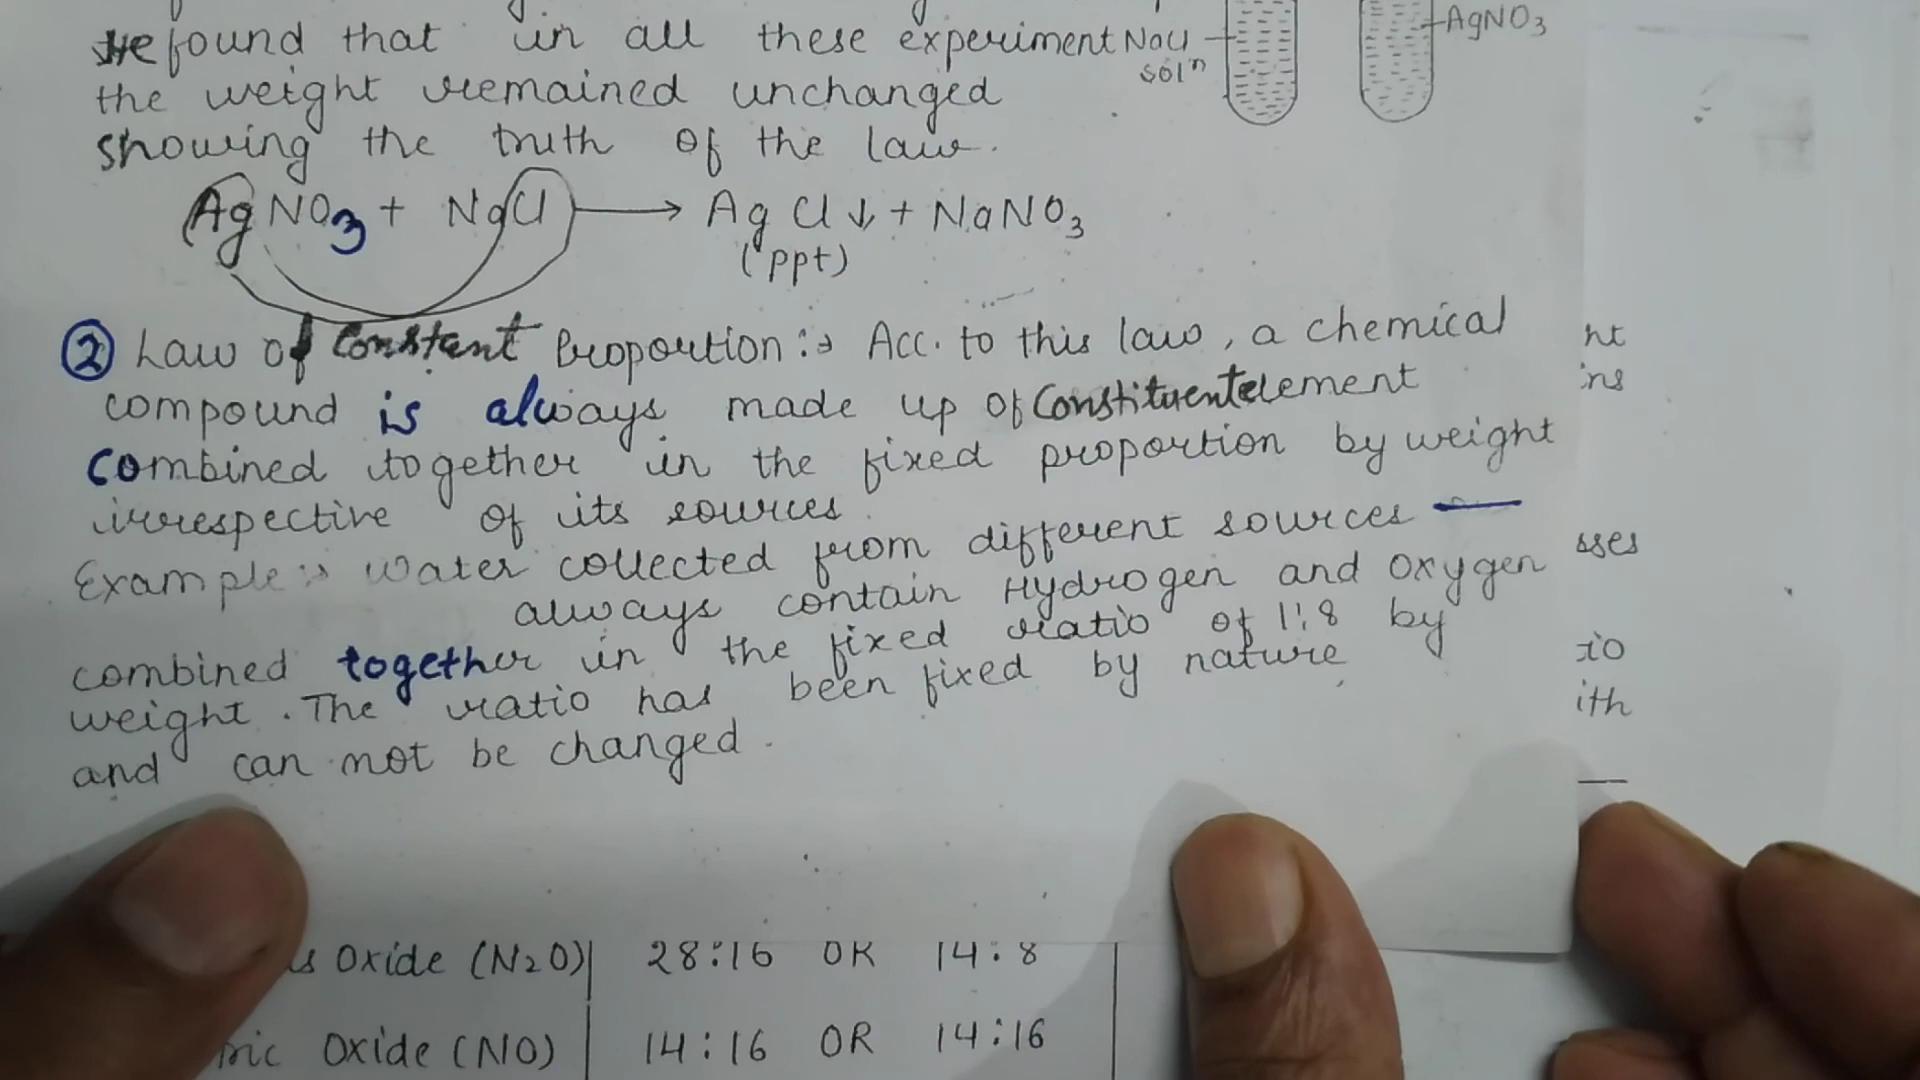 He found that in all these experiment
the weight remained unchanged
showing the truth of the law.
NaCl
solⁿ
AgNO₃
AgNO₃ + NaCl → AgCl↓ + NaNO₃
(ppt)
② Law of Constant Proportion :→ Acc. to this law, a chemical
compound is always made up of Constituent element
combined together in the fixed proportion by weight
irrespective of its sources.
Example :→ Water collected from different sources —
always contain Hydrogen and Oxygen
combined together in the fixed ratio of 1:8 by
weight. The ratio has been fixed by nature
and can not be changed.
Oxide (N₂O) | 28:16 OR 14:8
Oxide (NO) | 14:16 OR 14:16